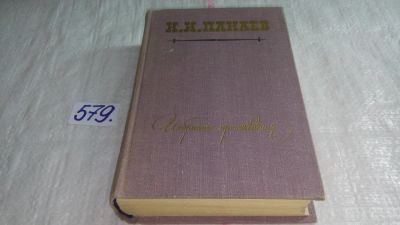 И.И.ПАНАЕВ
Избранные произведения
579.